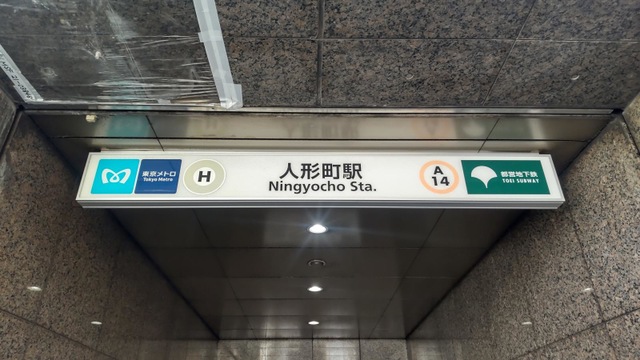 東京メトロ
Tokyo Metro
H
人形町駅
Ningyocho Sta.
A
14
都営地下鉄
TOEI SUBWAY